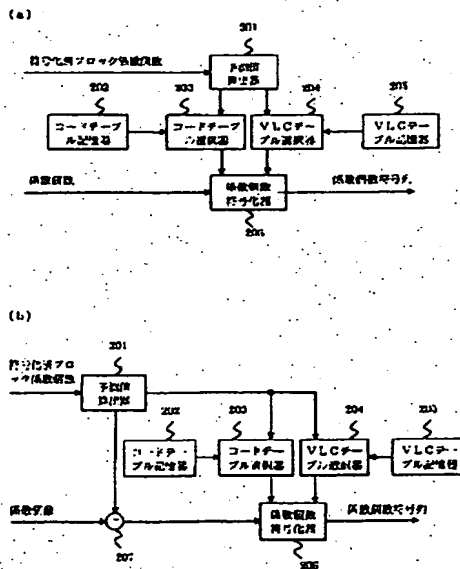 (a)
201
符号化済ブロック係数個数
予測値
算出器
202
203
204
205
コードテーブ
ル記憶器
コードテーブ
ル選択器
VLCテー
ブル選択器
VLCテー
ブル記憶器
係数個数
係数個数
符号化器
係数個数符号列
206
(b)
201
符号化済ブロ
ック係数個数
予測値
算出器
202
203
204
205
コードテー
ブル記憶器
コードテー
ブル選択器
VLCテー
ブル選択器
VLCテー
ブル記憶器
係数個数
係数個数
符号化器
係数個数符号列
207
206